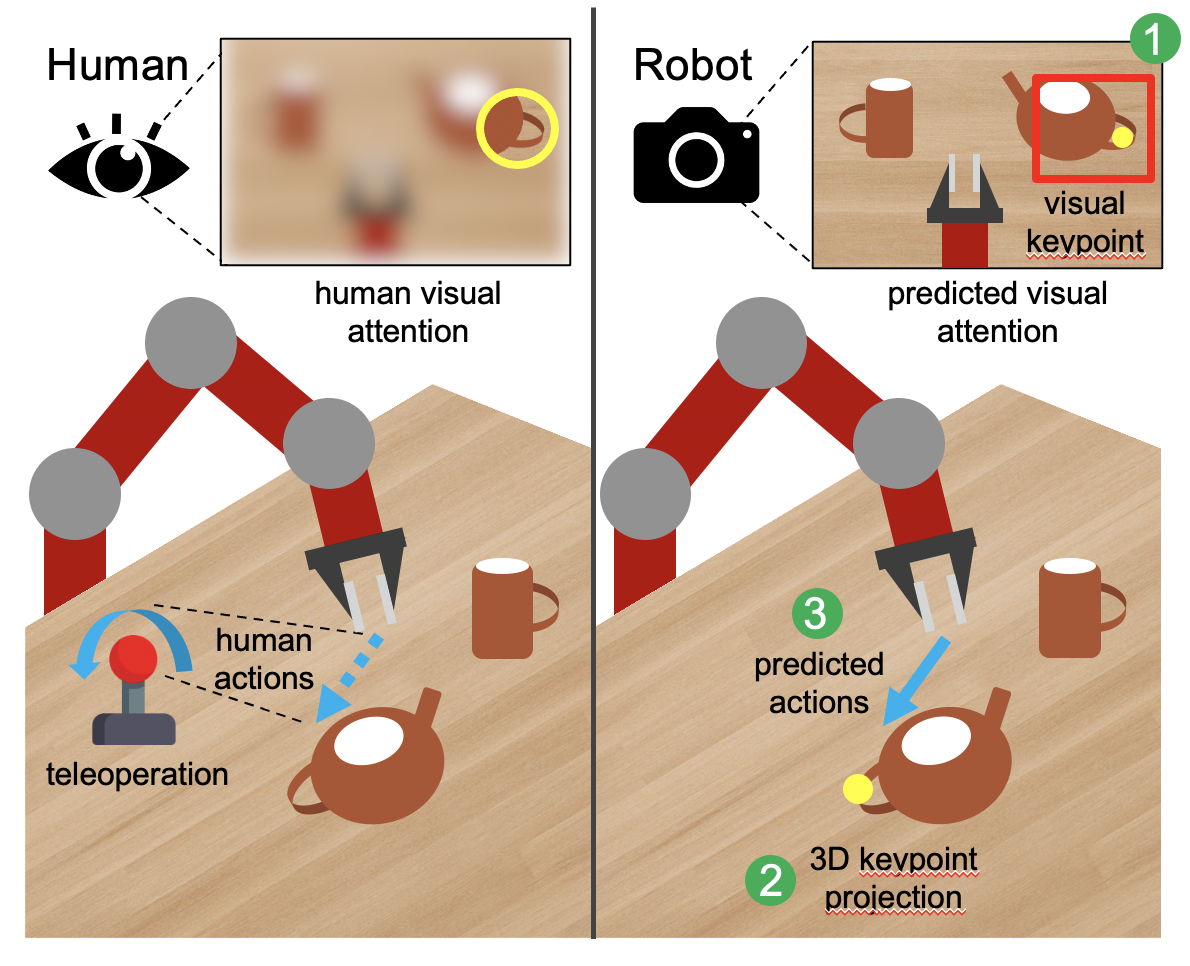 Human
human visual
attention
human
actions
teleoperation
Robot
1
visual
keypoint
predicted visual
attention
3
predicted
actions
2
3D keypoint
projection